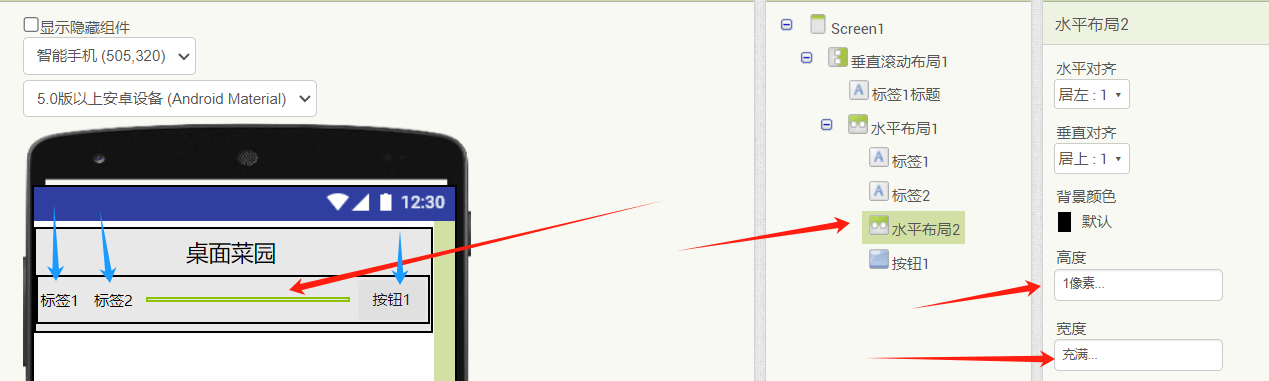 显示隐藏组件
智能手机 (505,320)
5.0版以上安卓设备 (Android Material)
12:30
桌面菜园
标签1 标签2 按钮1
Screen1
垂直滚动布局1
A 标签1标题
水平布局1
A 标签1
A 标签2
水平布局2
按钮1
水平布局2
水平对齐
居左 : 1
垂直对齐
居上 : 1
背景颜色
默认
高度
1像素...
宽度
充满...